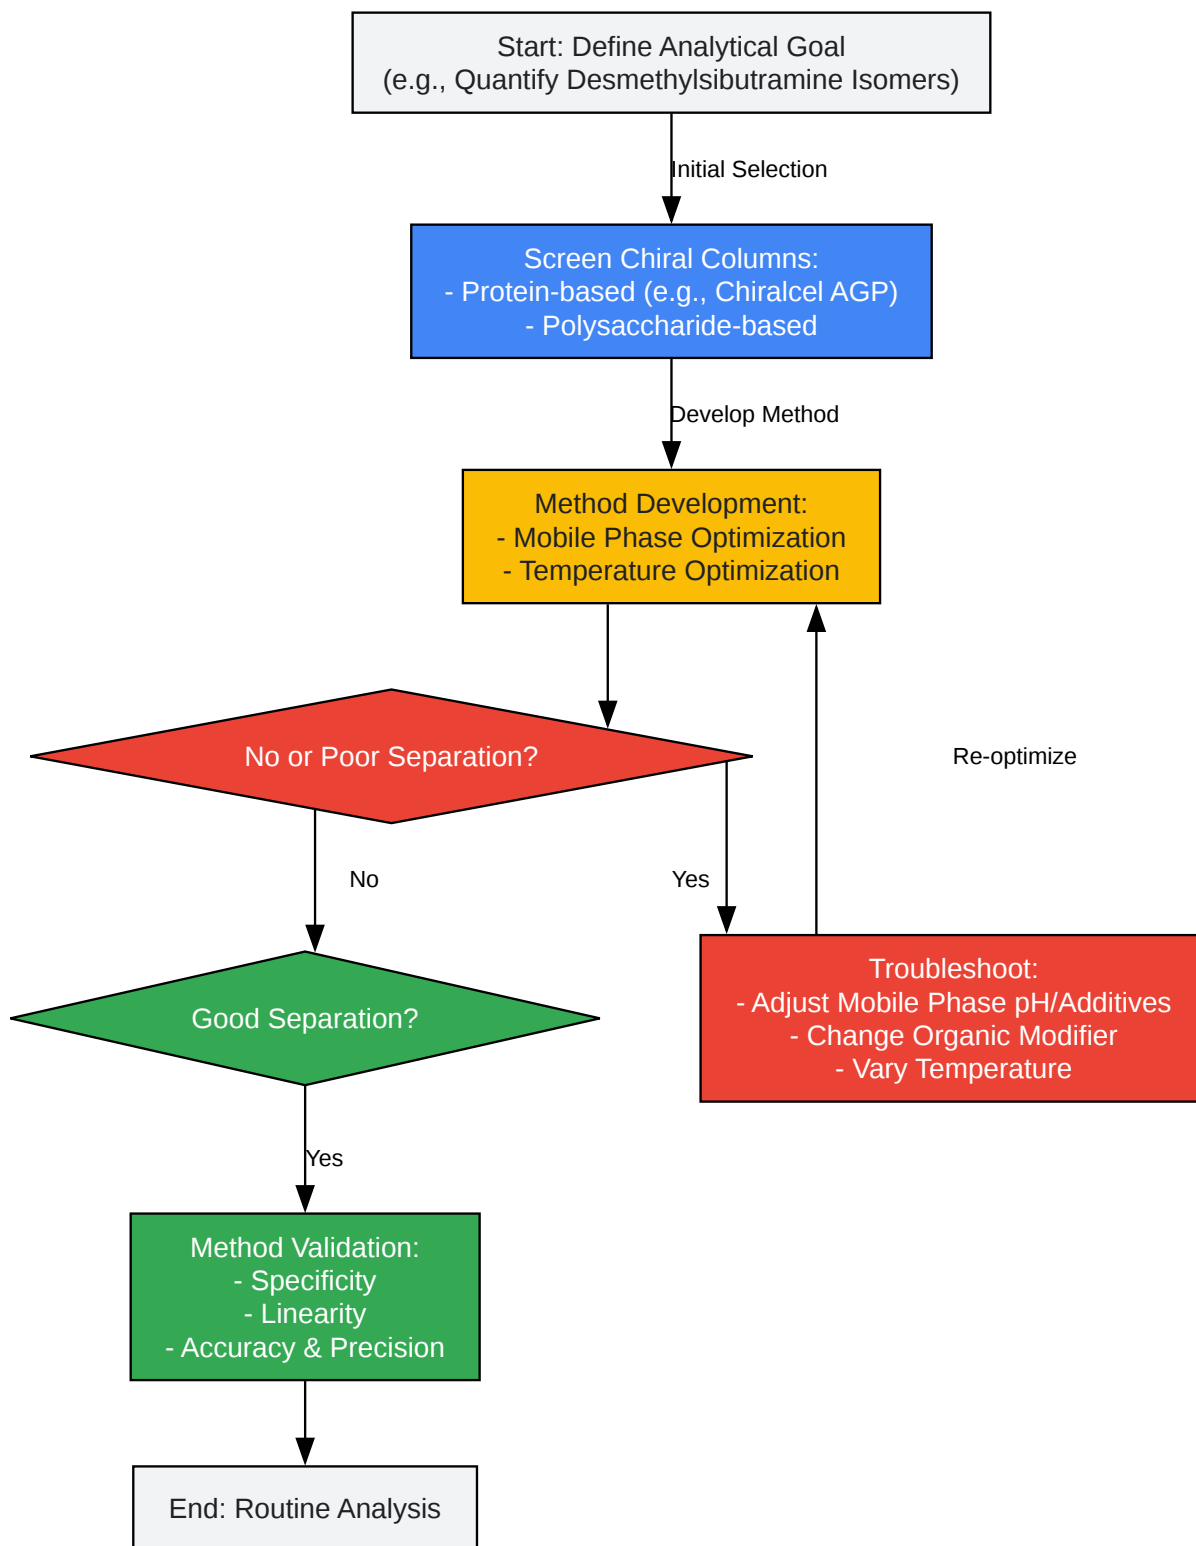 Start: Define Analytical Goal
(e.g., Quantify Desmethylsibutramine Isomers)
Initial Selection
Screen Chiral Columns:
- Protein-based (e.g., Chiralcel AGP)
- Polysaccharide-based
Develop Method
Method Development:
- Mobile Phase Optimization
- Temperature Optimization
No or Poor Separation?
Re-optimize
No
Yes
Troubleshoot:
- Adjust Mobile Phase pH/Additives
- Change Organic Modifier
- Vary Temperature
Good Separation?
Yes
Method Validation:
- Specificity
- Linearity
- Accuracy & Precision
End: Routine Analysis